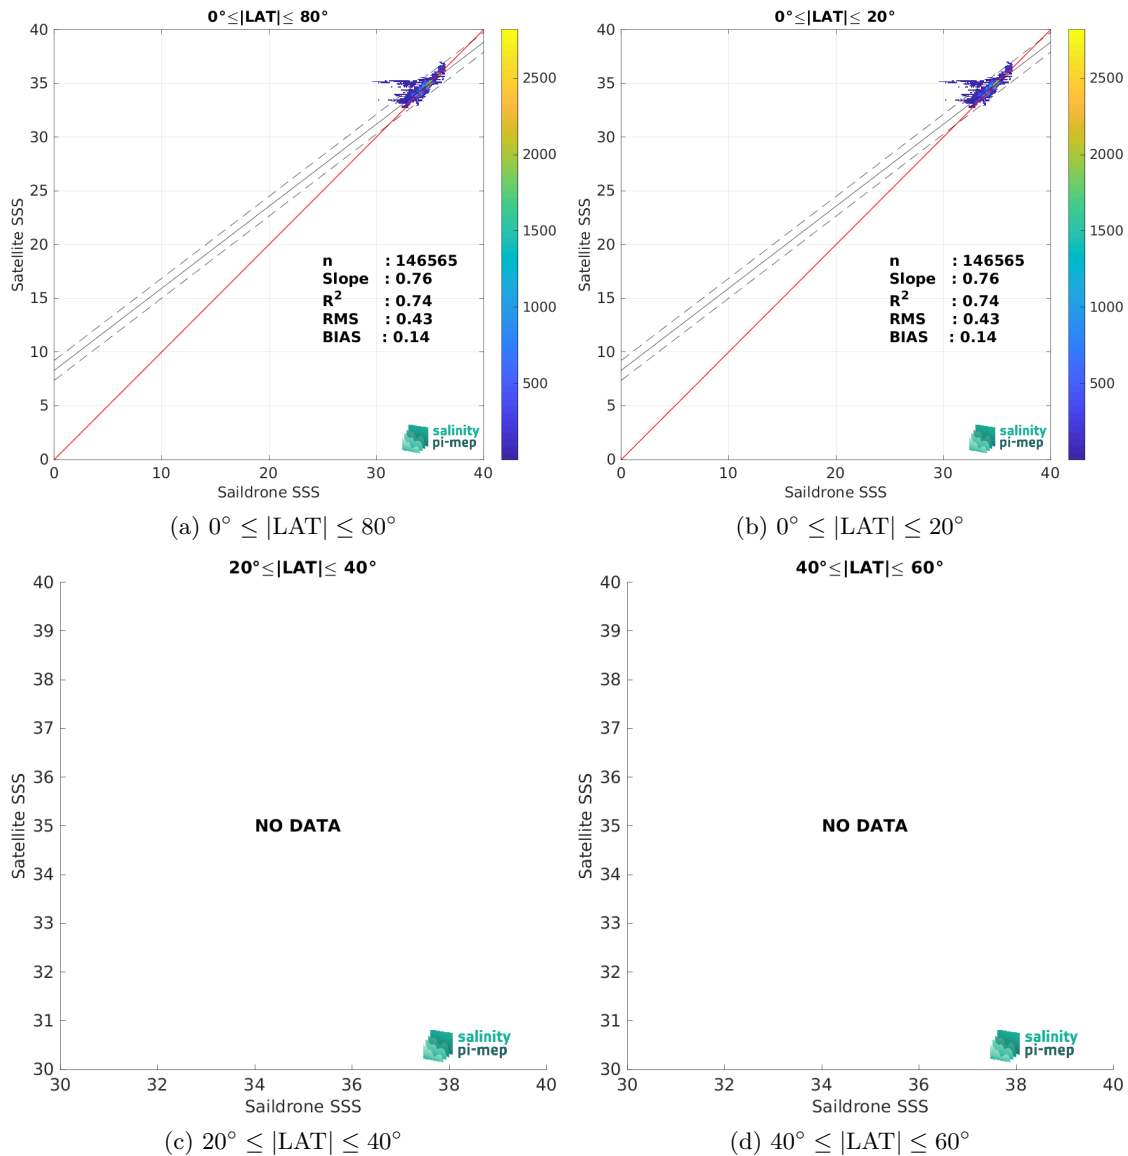 0°≤|LAT|≤ 80°
40
35
30
25
20
15
10
5
0
Satellite SSS
n : 146565
Slope : 0.76
R² : 0.74
RMS : 0.43
BIAS : 0.14
salinity
pi-mep
0 10 20 30 40
Saildrone SSS
2500
2000
1500
1000
500
(a) 0° ≤ |LAT| ≤ 80°
0°≤|LAT|≤ 20°
40
35
30
25
20
15
10
5
0
Satellite SSS
n : 146565
Slope : 0.76
R² : 0.74
RMS : 0.43
BIAS : 0.14
salinity
pi-mep
0 10 20 30 40
Saildrone SSS
2500
2000
1500
1000
500
(b) 0° ≤ |LAT| ≤ 20°
20°≤|LAT|≤ 40°
40
39
38
37
36
35
34
33
32
31
30
Satellite SSS
NO DATA
salinity
pi-mep
30 32 34 36 38 40
Saildrone SSS
(c) 20° ≤ |LAT| ≤ 40°
40°≤|LAT|≤ 60°
40
39
38
37
36
35
34
33
32
31
30
Satellite SSS
NO DATA
salinity
pi-mep
30 32 34 36 38 40
Saildrone SSS
(d) 40° ≤ |LAT| ≤ 60°